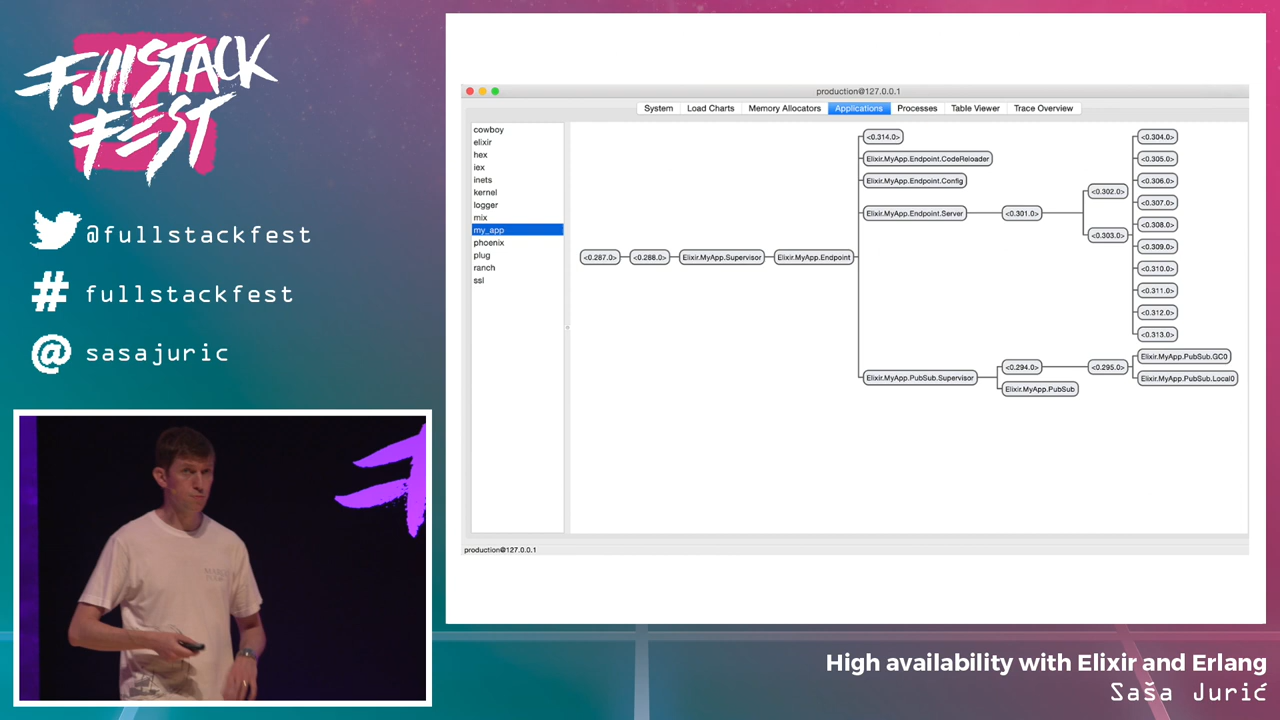 FULLSTACK
FEST
@fullstackfest
# fullstackfest
@ sasajuric
production@127.0.0.1
System Load Charts Memory Allocators Applications Processes Table Viewer Trace Overview
cowboy
elixir
hex
iex
inets
kernel
logger
mix
my_app
phoenix
plug
ranch
ssl
<0.287.0>
<0.288.0>
Elixir.MyApp.Supervisor
Elixir.MyApp.Endpoint
<0.314.0>
Elixir.MyApp.Endpoint.CodeReloader
Elixir.MyApp.Endpoint.Config
Elixir.MyApp.Endpoint.Server
<0.301.0>
<0.302.0>
<0.303.0>
<0.304.0>
<0.305.0>
<0.306.0>
<0.307.0>
<0.308.0>
<0.309.0>
<0.310.0>
<0.311.0>
<0.312.0>
<0.313.0>
Elixir.MyApp.PubSub.Supervisor
<0.294.0>
Elixir.MyApp.PubSub
<0.295.0>
Elixir.MyApp.PubSub.GC0
Elixir.MyApp.PubSub.Local0
production@127.0.0.1
High availability with Elixir and Erlang
Saša Jurić